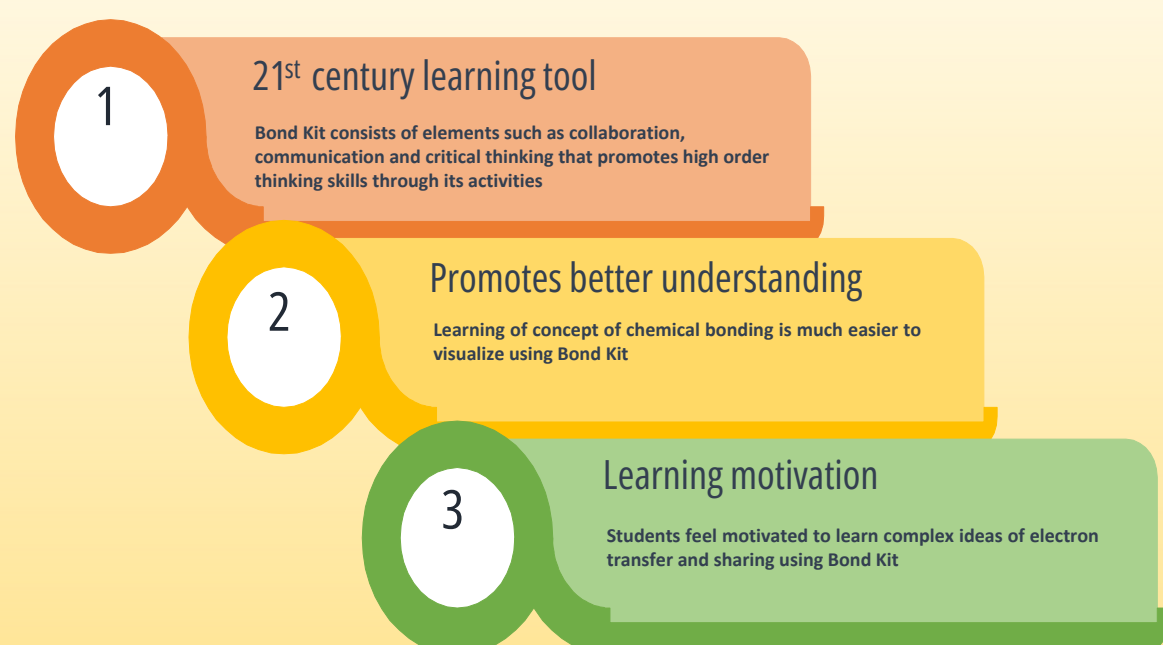 1
21st century learning tool
Bond Kit consists of elements such as collaboration,
communication and critical thinking that promotes high order
thinking skills through its activities
2
Promotes better understanding
Learning of concept of chemical bonding is much easier to
visualize using Bond Kit
3
Learning motivation
Students feel motivated to learn complex ideas of electron
transfer and sharing using Bond Kit